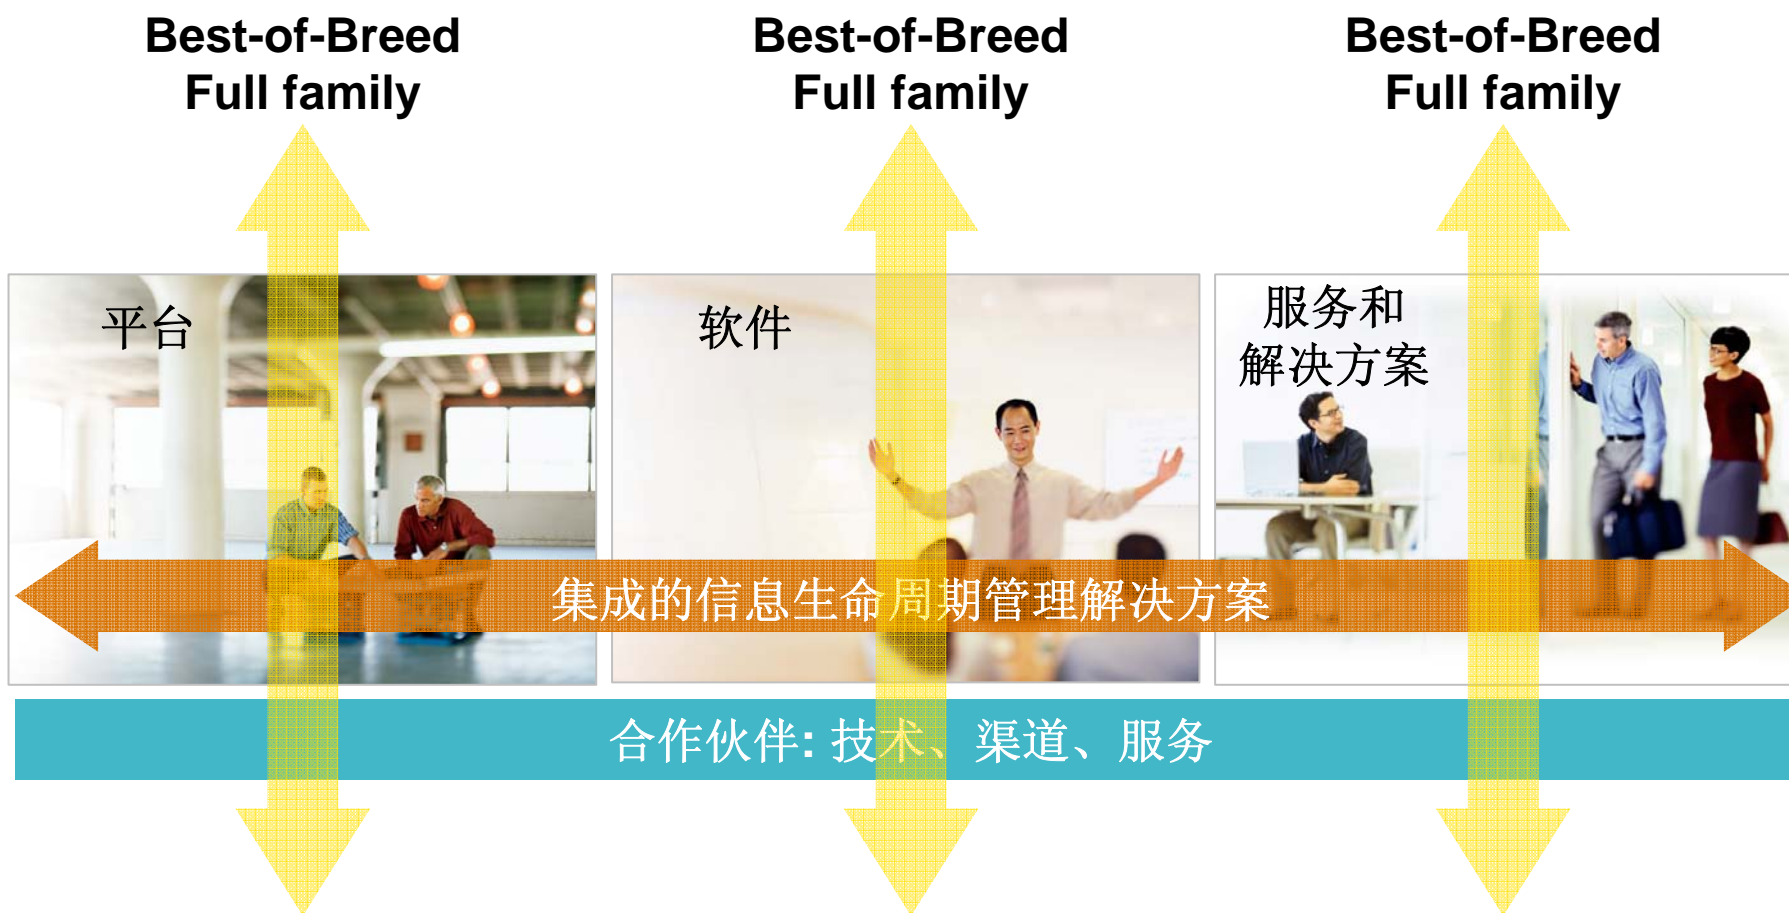 Best-of-Breed
Full family
Best-of-Breed
Full family
Best-of-Breed
Full family
平台
软件
服务和
解决方案
集成的信息生命周期管理解决方案
合作伙伴: 技术、渠道、服务